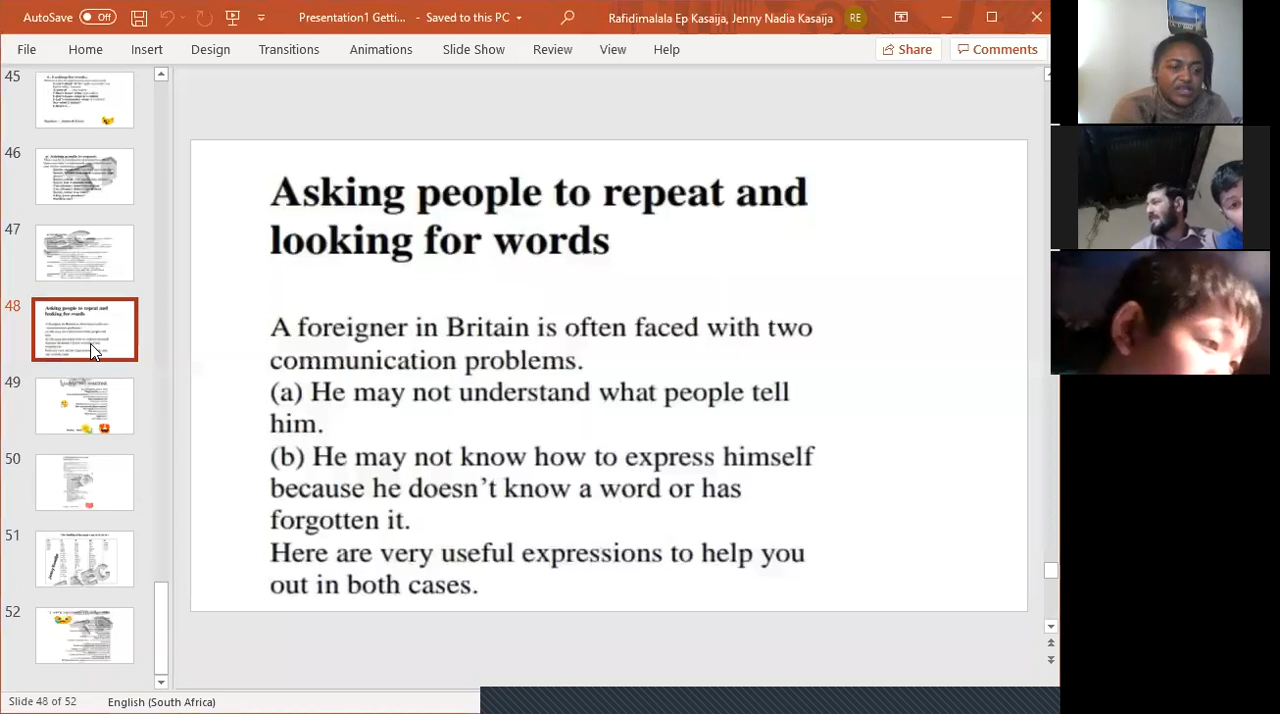 AutoSave Off Presentation1 Getti... - Saved to this PC Rafidimalala Ep Kasaija, Jenny Nadia Kasaija RE
File Home Insert Design Transitions Animations Slide Show Review View Help Share Comments
45
46
47
48
49
50
51
52
Asking people to repeat and
looking for words
A foreigner in Britain is often faced with two
communication problems.
(a) He may not understand what people tell
him.
(b) He may not know how to express himself
because he doesn't know a word or has
forgotten it.
Here are very useful expressions to help you
out in both cases.
Slide 48 of 52 English (South Africa)